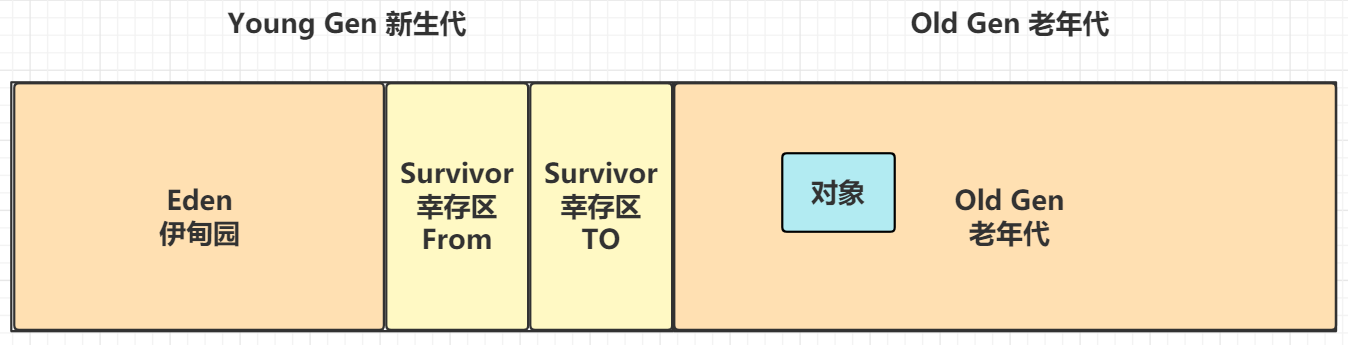 Young Gen 新生代
Old Gen 老年代
Eden
伊甸园
Survivor
幸存区
From
Survivor
幸存区
TO
对象
Old Gen
老年代